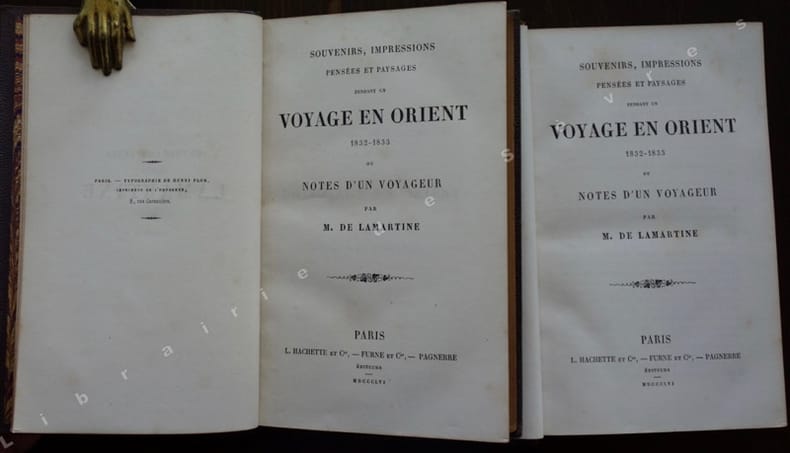 PARIS. — TYPOGRAPHIE DE HENRI PLON,
IMPRIMEUR DE L'EMPEREUR,
8, rue Garancière.
SOUVENIRS, IMPRESSIONS
PENSÉES ET PAYSAGES
PENDANT UN
VOYAGE EN ORIENT
1832-1833
OU
NOTES D'UN VOYAGEUR
PAR
M. DE LAMARTINE
PARIS
L. HACHETTE ET Cie, — FURNE ET Cie, — PAGNERRE
ÉDITEURS
MDCCCLVI
SOUVENIRS, IMPRESSIONS
PENSÉES ET PAYSAGES
PENDANT UN
VOYAGE EN ORIENT
1832-1833
OU
NOTES D'UN VOYAGEUR
PAR
M. DE LAMARTINE
PARIS
L. HACHETTE ET Cie, — FURNE ET Cie, — PAGNERRE
ÉDITEURS
MDCCCLVI
Librairie de sèvres